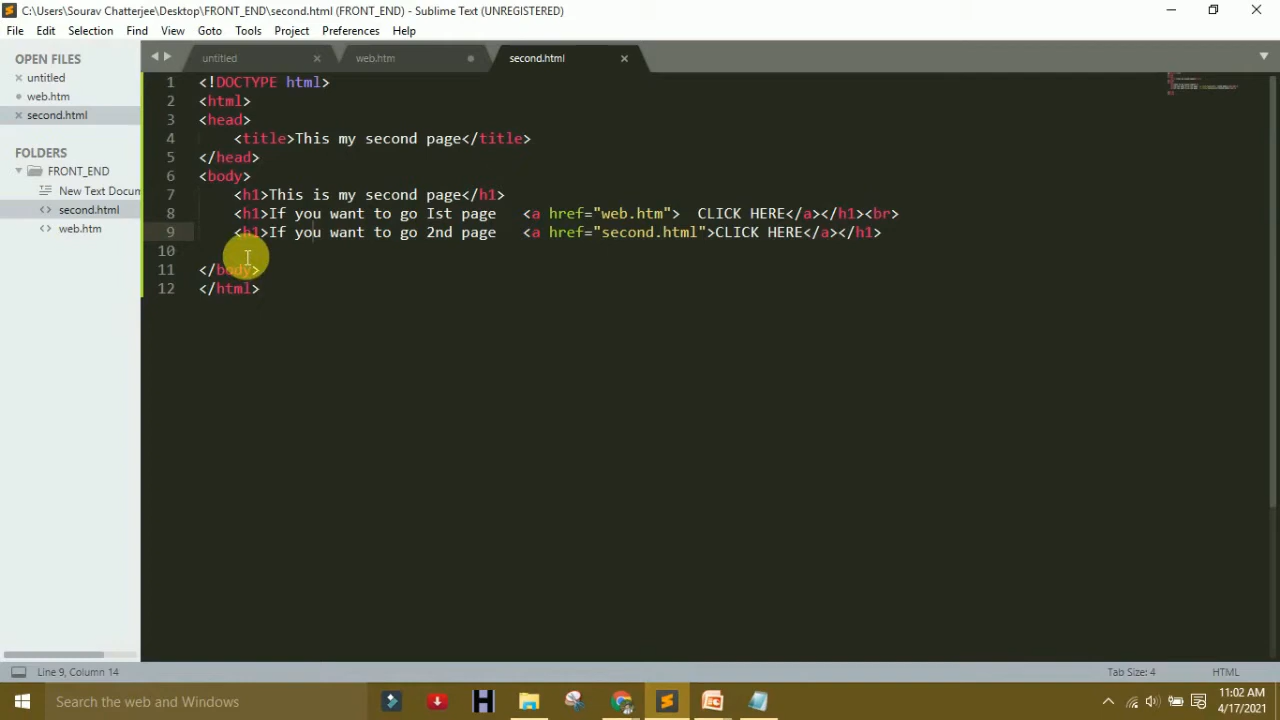 C:\Users\Sourav Chatterjee\Desktop\FRONT_END\second.html (FRONT_END) - Sublime Text (UNREGISTERED)
File Edit Selection Find View Goto Tools Project Preferences Help
OPEN FILES
untitled
web.htm
second.html
FOLDERS
FRONT_END
New Text Docum
second.html
web.htm
untitled web.htm second.html
1 <!DOCTYPE html>
2 <html>
3 <head>
4 <title>This my second page</title>
5 </head>
6 <body>
7 <h1>This is my second page</h1>
8 <h1>If you want to go Ist page <a href="web.htm"> CLICK HERE</a></h1><br>
9 <h1>If you want to go 2nd page <a href="second.html">CLICK HERE</a></h1>
10
11 </body>
12 </html>
Line 9, Column 14
Tab Size: 4 HTML
Search the web and Windows
11:02 AM
4/17/2021